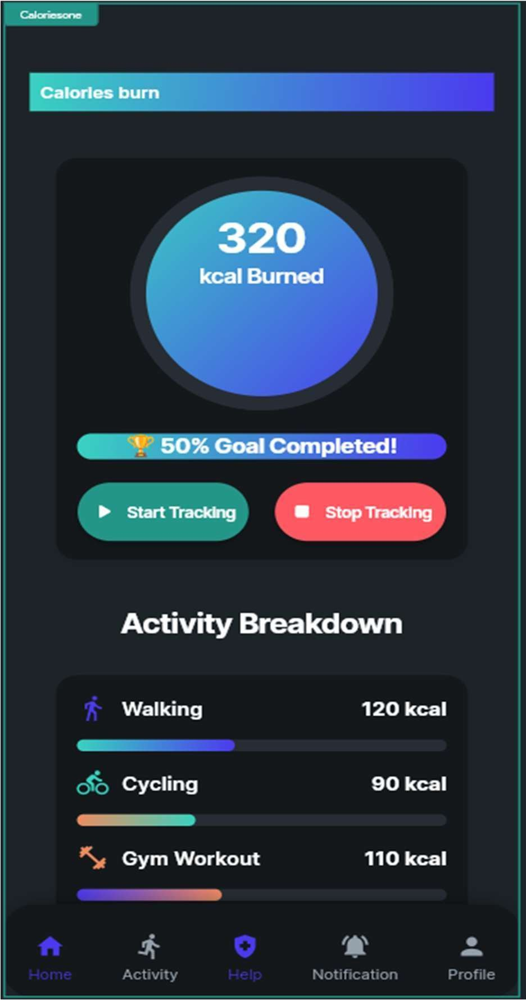 Caloriesone
Calories burn
320
kcal Burned
🏆 50% Goal Completed!
Start Tracking
Stop Tracking
Activity Breakdown
Walking 120 kcal
Cycling 90 kcal
Gym Workout 110 kcal
Home Activity Help Notification Profile